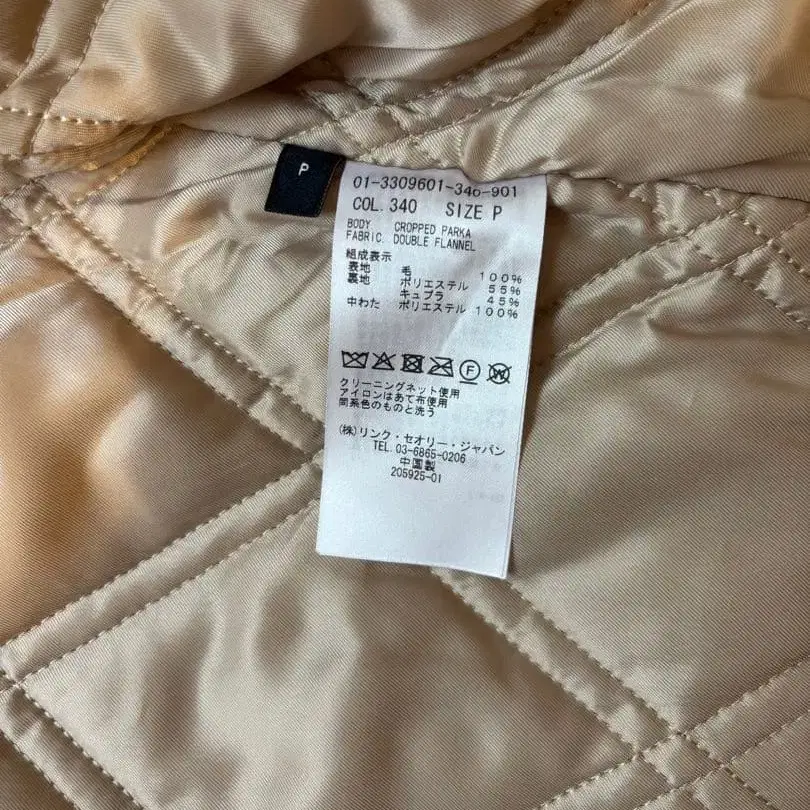 P
01-3309601-346-901
COL. 340 SIZE P
BODY CROPPED PARKA
FABRIC. DOUBLE FLANNEL
組成表示
表地 毛 100%
裏地 ポリエステル 55%
キュプラ 45%
中わた ポリエステル 100%
F W
クリーニングネット使用
アイロンはあて布使用
同系色のものと洗う
(株)リンク・セオリー・ジャパン
TEL. 03-6865-0206
中国製
205925-01